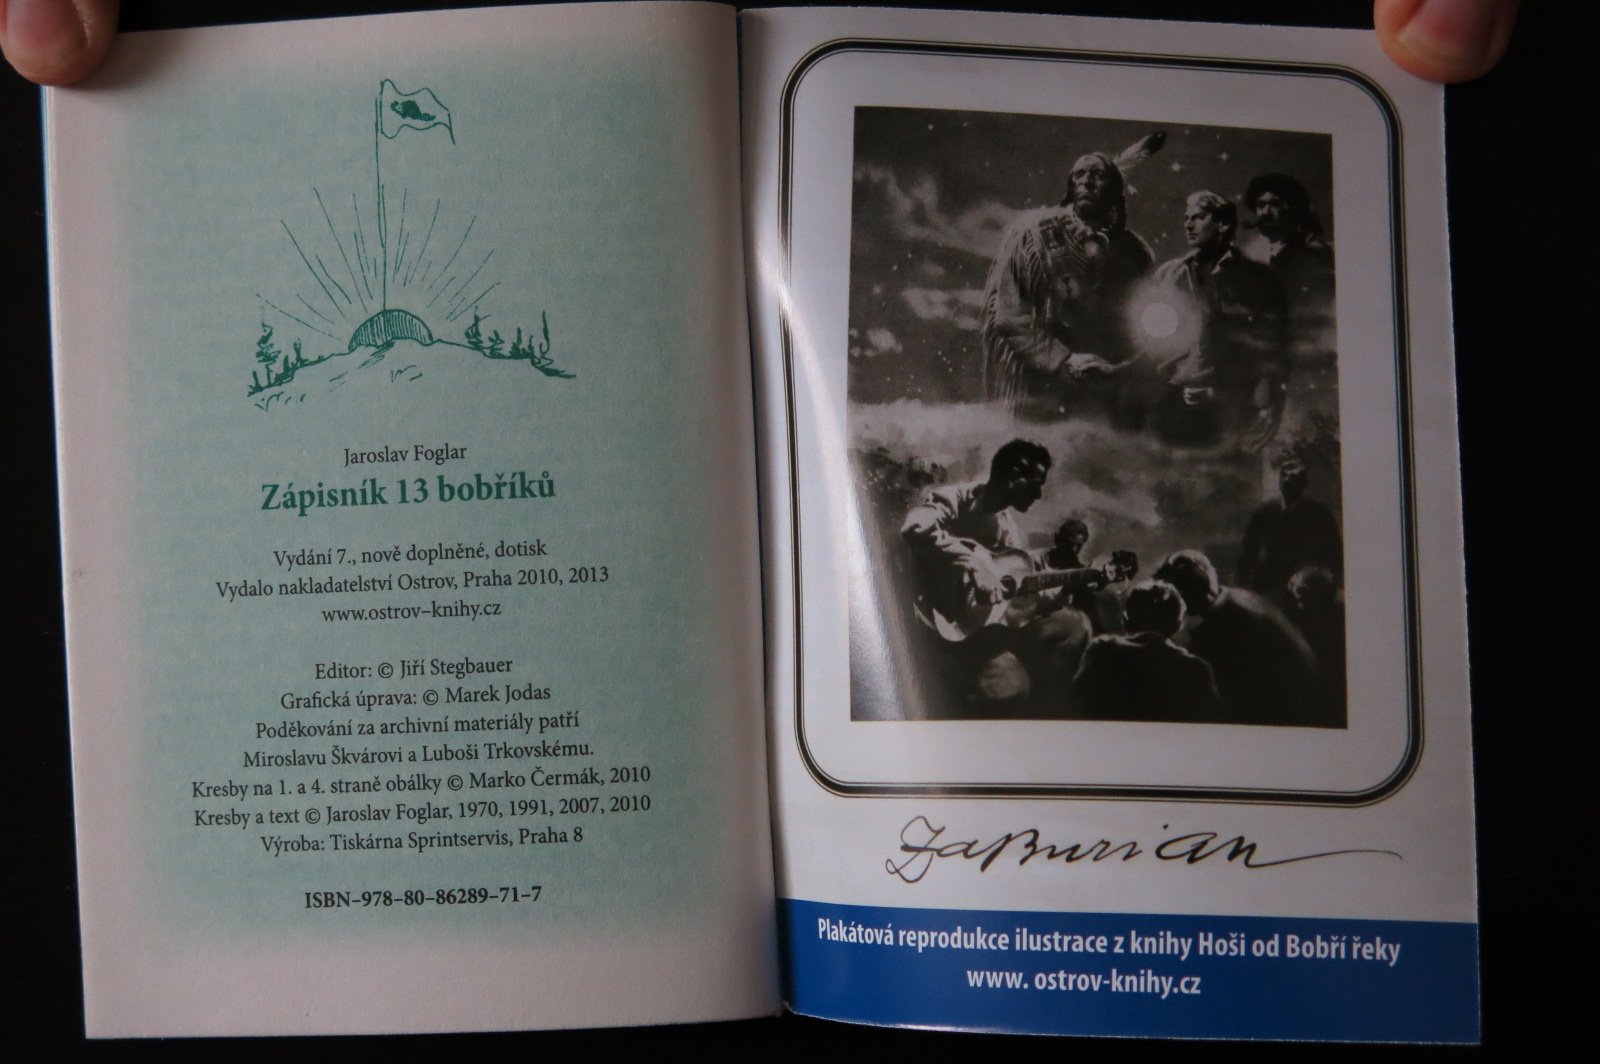 Jaroslav Foglar
Zápisník 13 bobříků
Vydání 7., nově doplněné, dotisk
Vydalo nakladatelství Ostrov, Praha 2010, 2013
www.ostrov–knihy.cz
Editor: © Jiří Stegbauer
Grafická úprava: © Marek Jodas
Poděkování za archivní materiály patří
Miroslavu Škvárovi a Luboši Trkovskému.
Kresby na 1. a 4. straně obálky © Marko Čermák, 2010
Kresby a text © Jaroslav Foglar, 1970, 1991, 2007, 2010
Výroba: Tiskárna Sprintservis, Praha 8
ISBN–978–80–86289–71–7
ZaBurian
Plakátová reprodukce ilustrace z knihy Hoši od Bobří řeky
www. ostrov-knihy.cz